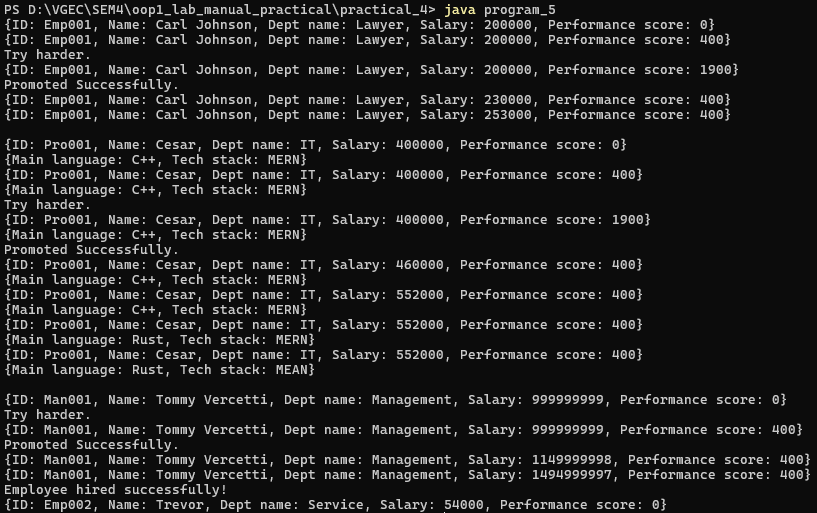 PS D:\VGEC\SEM4\oop1_lab_manual_practical\practical_4> java program_5
{ID: Emp001, Name: Carl Johnson, Dept name: Lawyer, Salary: 200000, Performance score: 0}
{ID: Emp001, Name: Carl Johnson, Dept name: Lawyer, Salary: 200000, Performance score: 400}
Try harder.
{ID: Emp001, Name: Carl Johnson, Dept name: Lawyer, Salary: 200000, Performance score: 1900}
Promoted Successfully.
{ID: Emp001, Name: Carl Johnson, Dept name: Lawyer, Salary: 230000, Performance score: 400}
{ID: Emp001, Name: Carl Johnson, Dept name: Lawyer, Salary: 253000, Performance score: 400}

{ID: Pro001, Name: Cesar, Dept name: IT, Salary: 400000, Performance score: 0}
{Main language: C++, Tech stack: MERN}
{ID: Pro001, Name: Cesar, Dept name: IT, Salary: 400000, Performance score: 400}
{Main language: C++, Tech stack: MERN}
Try harder.
{ID: Pro001, Name: Cesar, Dept name: IT, Salary: 400000, Performance score: 1900}
{Main language: C++, Tech stack: MERN}
Promoted Successfully.
{ID: Pro001, Name: Cesar, Dept name: IT, Salary: 460000, Performance score: 400}
{Main language: C++, Tech stack: MERN}
{ID: Pro001, Name: Cesar, Dept name: IT, Salary: 552000, Performance score: 400}
{Main language: C++, Tech stack: MERN}
{ID: Pro001, Name: Cesar, Dept name: IT, Salary: 552000, Performance score: 400}
{Main language: Rust, Tech stack: MERN}
{ID: Pro001, Name: Cesar, Dept name: IT, Salary: 552000, Performance score: 400}
{Main language: Rust, Tech stack: MEAN}

{ID: Man001, Name: Tommy Vercetti, Dept name: Management, Salary: 999999999, Performance score: 0}
Try harder.
{ID: Man001, Name: Tommy Vercetti, Dept name: Management, Salary: 999999999, Performance score: 400}
Promoted Successfully.
{ID: Man001, Name: Tommy Vercetti, Dept name: Management, Salary: 1149999998, Performance score: 400}
{ID: Man001, Name: Tommy Vercetti, Dept name: Management, Salary: 1494999997, Performance score: 400}
Employee hired successfully!
{ID: Emp002, Name: Trevor, Dept name: Service, Salary: 54000, Performance score: 0}